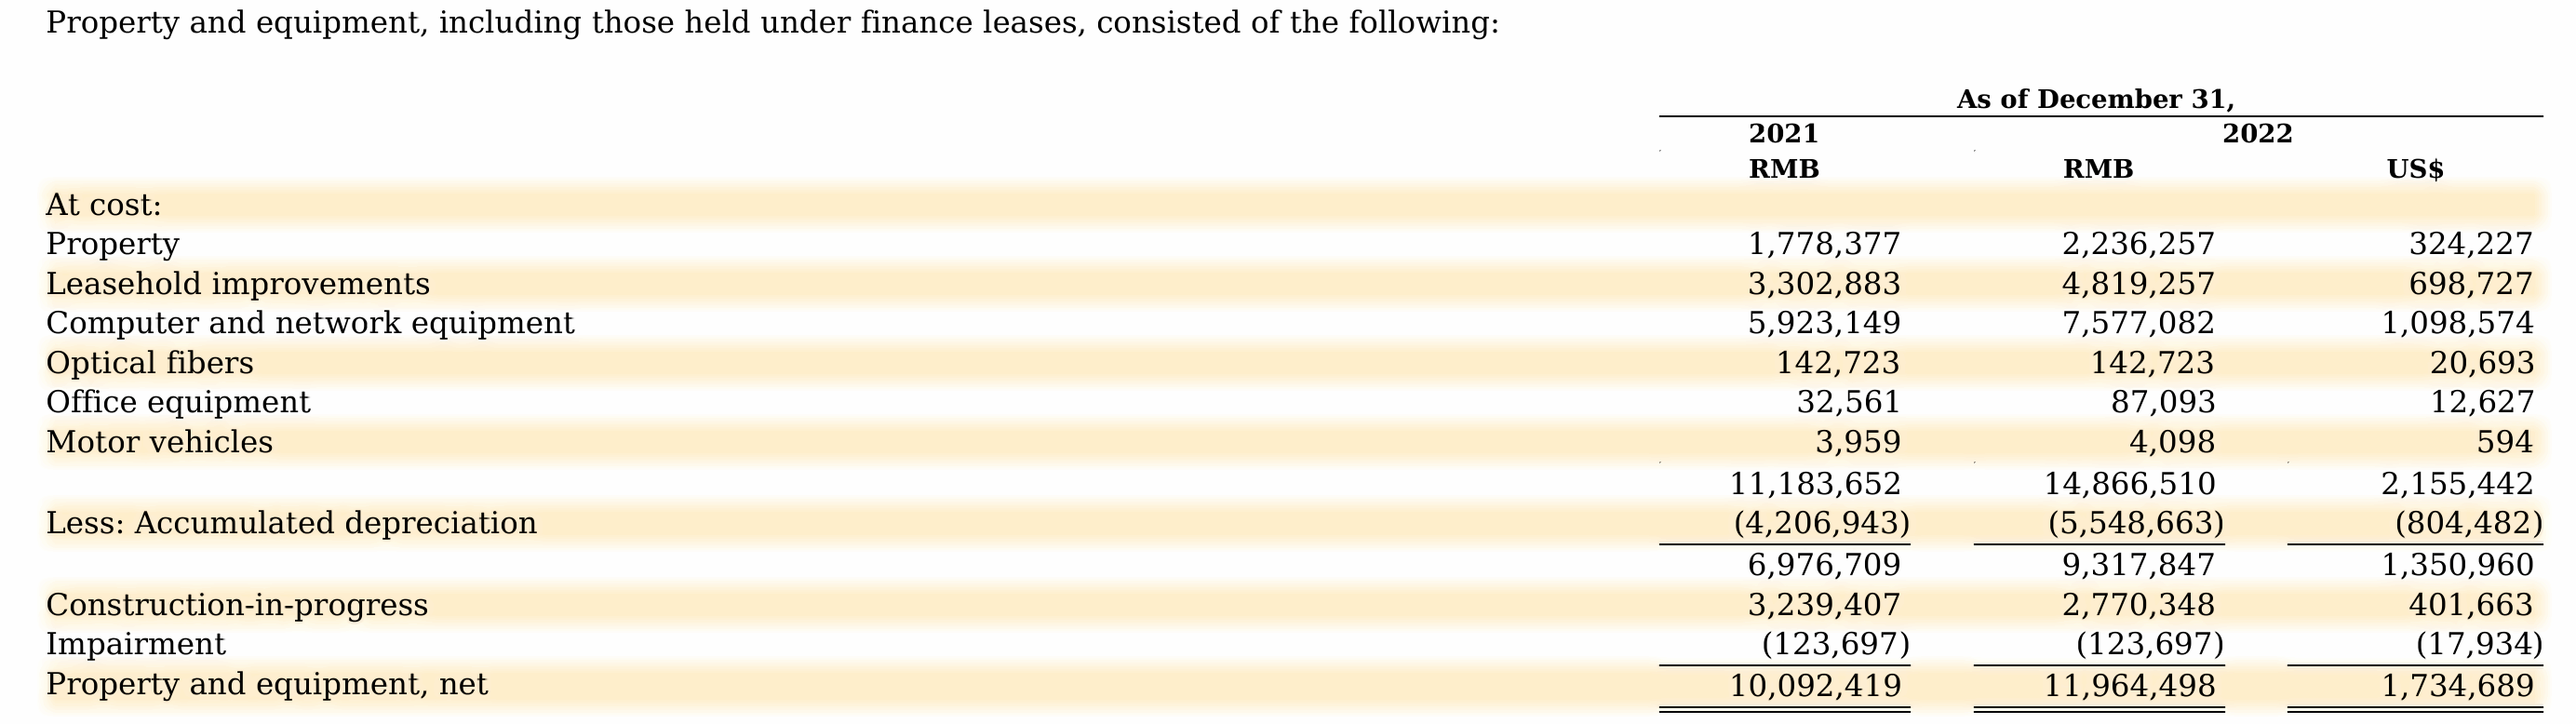 Property and equipment, including those held under finance leases, consisted of the following:
As of December 31,
2021 2022
RMB RMB US$
At cost:
Property 1,778,377 2,236,257 324,227
Leasehold improvements 3,302,883 4,819,257 698,727
Computer and network equipment 5,923,149 7,577,082 1,098,574
Optical fibers 142,723 142,723 20,693
Office equipment 32,561 87,093 12,627
Motor vehicles 3,959 4,098 594
11,183,652 14,866,510 2,155,442
Less: Accumulated depreciation (4,206,943) (5,548,663) (804,482)
6,976,709 9,317,847 1,350,960
Construction-in-progress 3,239,407 2,770,348 401,663
Impairment (123,697) (123,697) (17,934)
Property and equipment, net 10,092,419 11,964,498 1,734,689